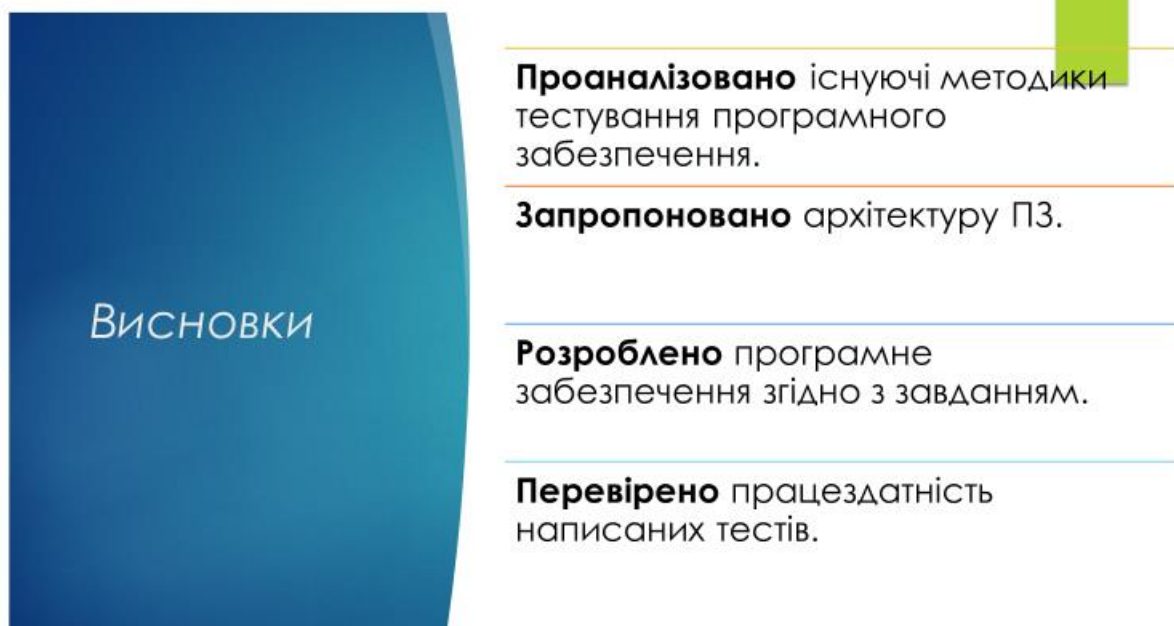 Висновки
Проаналізовано існуючі методики
тестування програмного
забезпечення.
Запропоновано архітектуру ПЗ.
Розроблено програмне
забезпечення згідно з завданням.
Перевірено працездатність
написаних тестів.